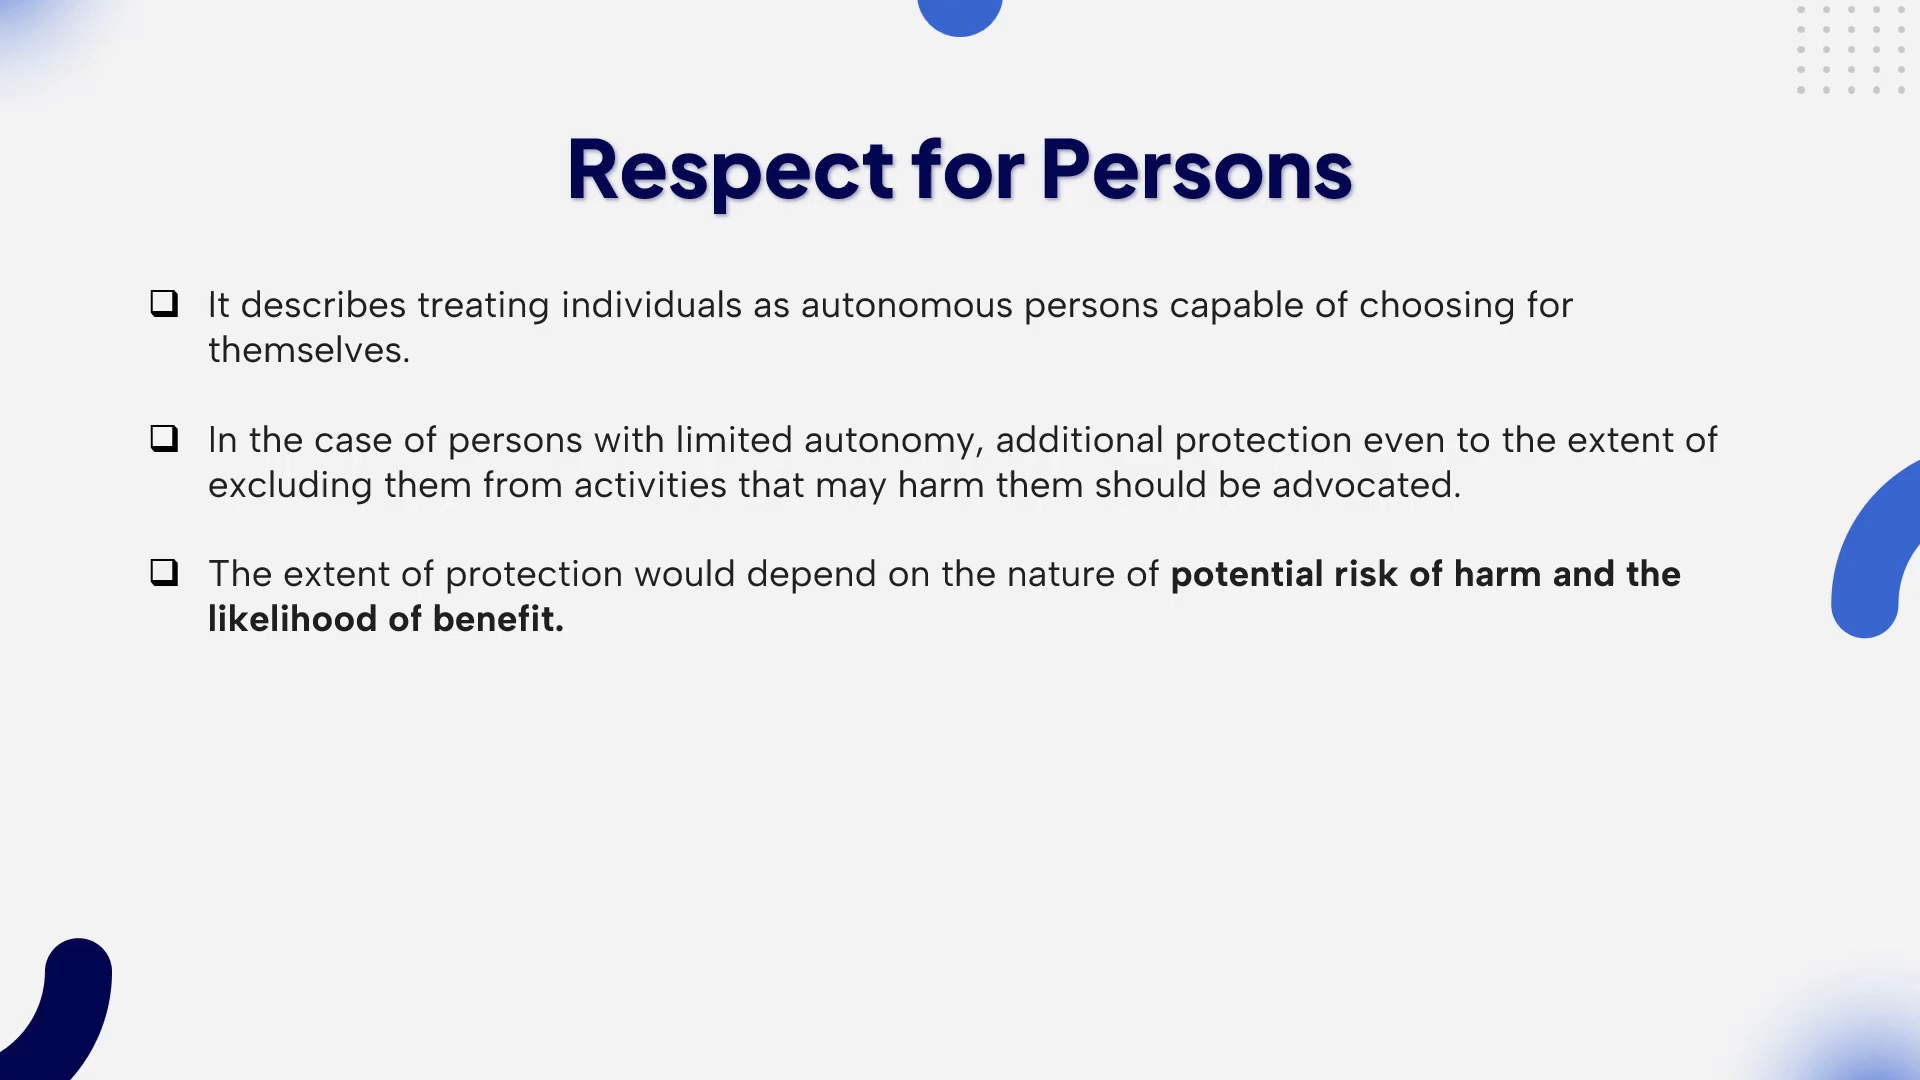 Respect for Persons
❑ It describes treating individuals as autonomous persons capable of choosing for
themselves.
❑ In the case of persons with limited autonomy, additional protection even to the extent of
excluding them from activities that may harm them should be advocated.
❑ The extent of protection would depend on the nature of potential risk of harm and the
likelihood of benefit.